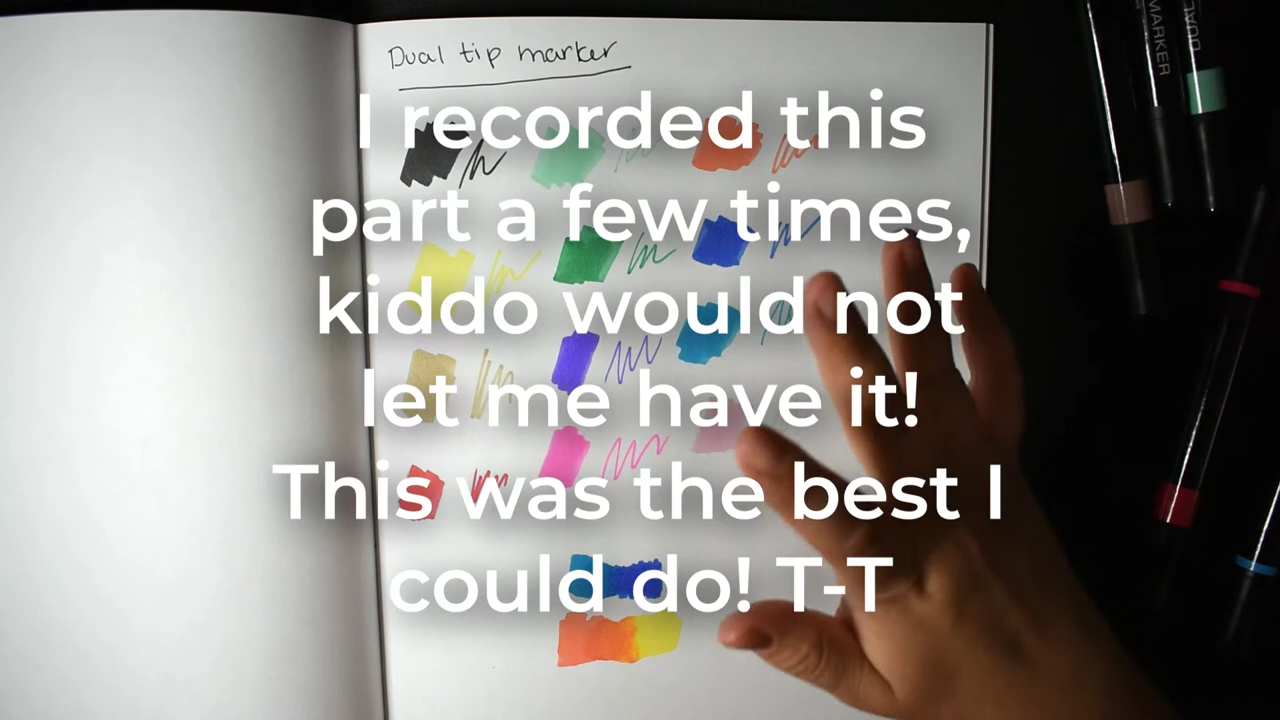 Dual tip marker
I recorded this
part a few times,
kiddo would not
let me have it!
This was the best I
could do! T-T
MARKER
DUAL